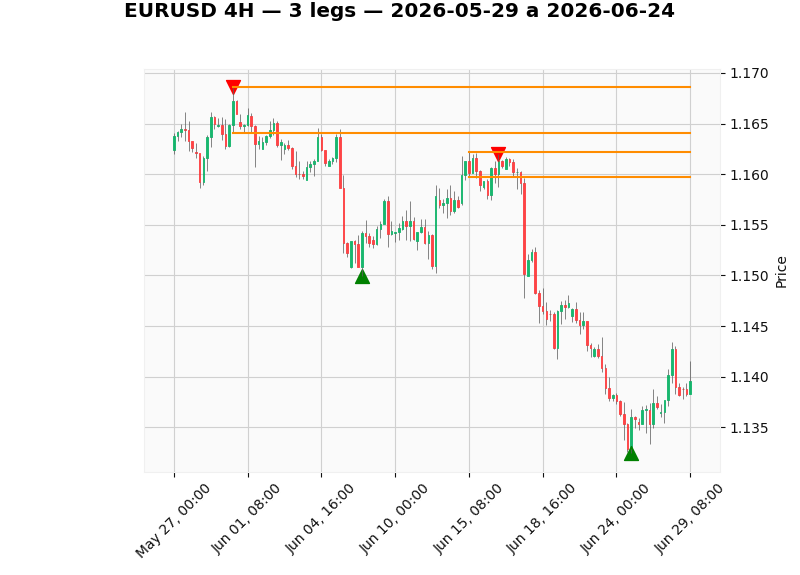 EURUSD 4H — 3 legs — 2026-05-29 a 2026-06-24
1.170
1.165
1.160
1.155
1.150
1.145
1.140
1.135
Price
May 27, 00:00
Jun 01, 08:00
Jun 04, 16:00
Jun 10, 00:00
Jun 15, 08:00
Jun 18, 16:00
Jun 24, 00:00
Jun 29, 08:00